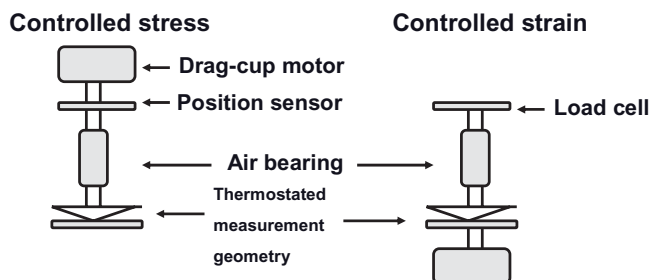 Controlled stress
Controlled strain
Drag-cup motor
Position sensor
Load cell
Air bearing
Thermostated
measurement
geometry